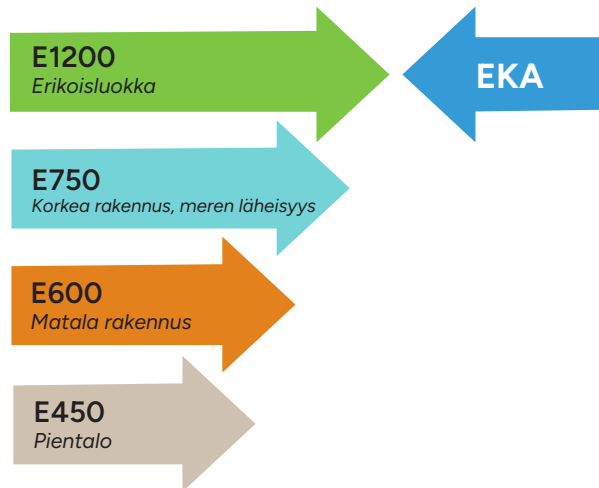 E1200
Erikoisluokka
EKA
E750
Korkea rakennus, meren läheisyys
E600
Matala rakennus
E450
Pientalo